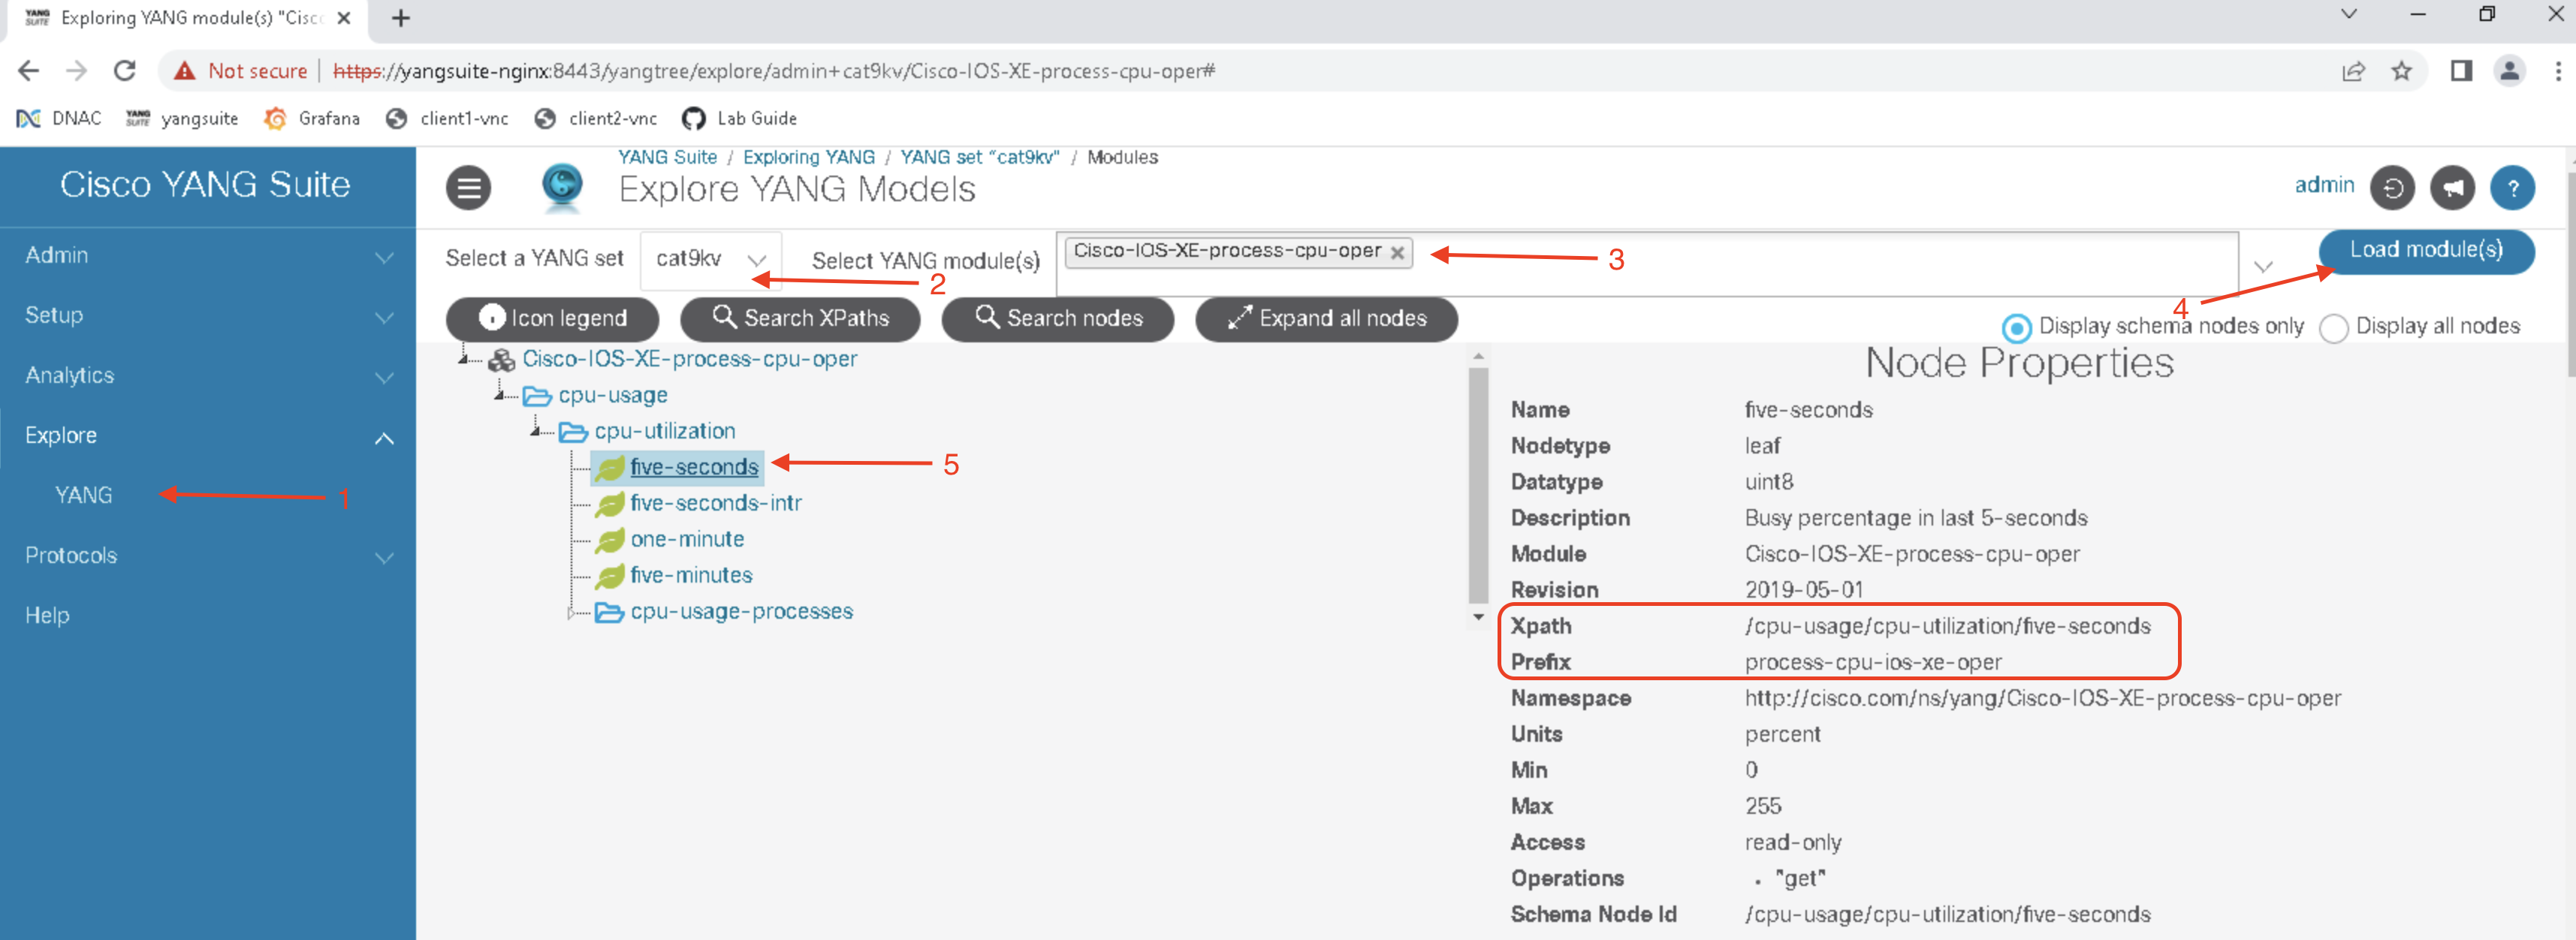 YANG SUITE Exploring YANG module(s) "Cisc
Not secure https://yangsuite-nginx:8443/yangtree/explore/admin+cat9kv/Cisco-IOS-XE-process-cpu-oper#
DNAC YANG SUITE yangsuite Grafana client1-vnc client2-vnc Lab Guide
Cisco YANG Suite
Admin
Setup
Analytics
Explore
YANG 1
Protocols
Help
YANG Suite / Exploring YANG / YANG set "cat9kv" / Modules
Explore YANG Models
admin ?
Select a YANG set cat9kv 2 Select YANG module(s) Cisco-IOS-XE-process-cpu-oper 3 Load module(s)
4
Icon legend Search XPaths Search nodes Expand all nodes
Display schema nodes only Display all nodes
Cisco-IOS-XE-process-cpu-oper
cpu-usage
cpu-utilization
five-seconds 5
five-seconds-intr
one-minute
five-minutes
cpu-usage-processes
Node Properties
Name five-seconds
Nodetype leaf
Datatype uint8
Description Busy percentage in last 5-seconds
Module Cisco-IOS-XE-process-cpu-oper
Revision 2019-05-01
Xpath /cpu-usage/cpu-utilization/five-seconds
Prefix process-cpu-ios-xe-oper
Namespace http://cisco.com/ns/yang/Cisco-IOS-XE-process-cpu-oper
Units percent
Min 0
Max 255
Access read-only
Operations • "get"
Schema Node Id /cpu-usage/cpu-utilization/five-seconds